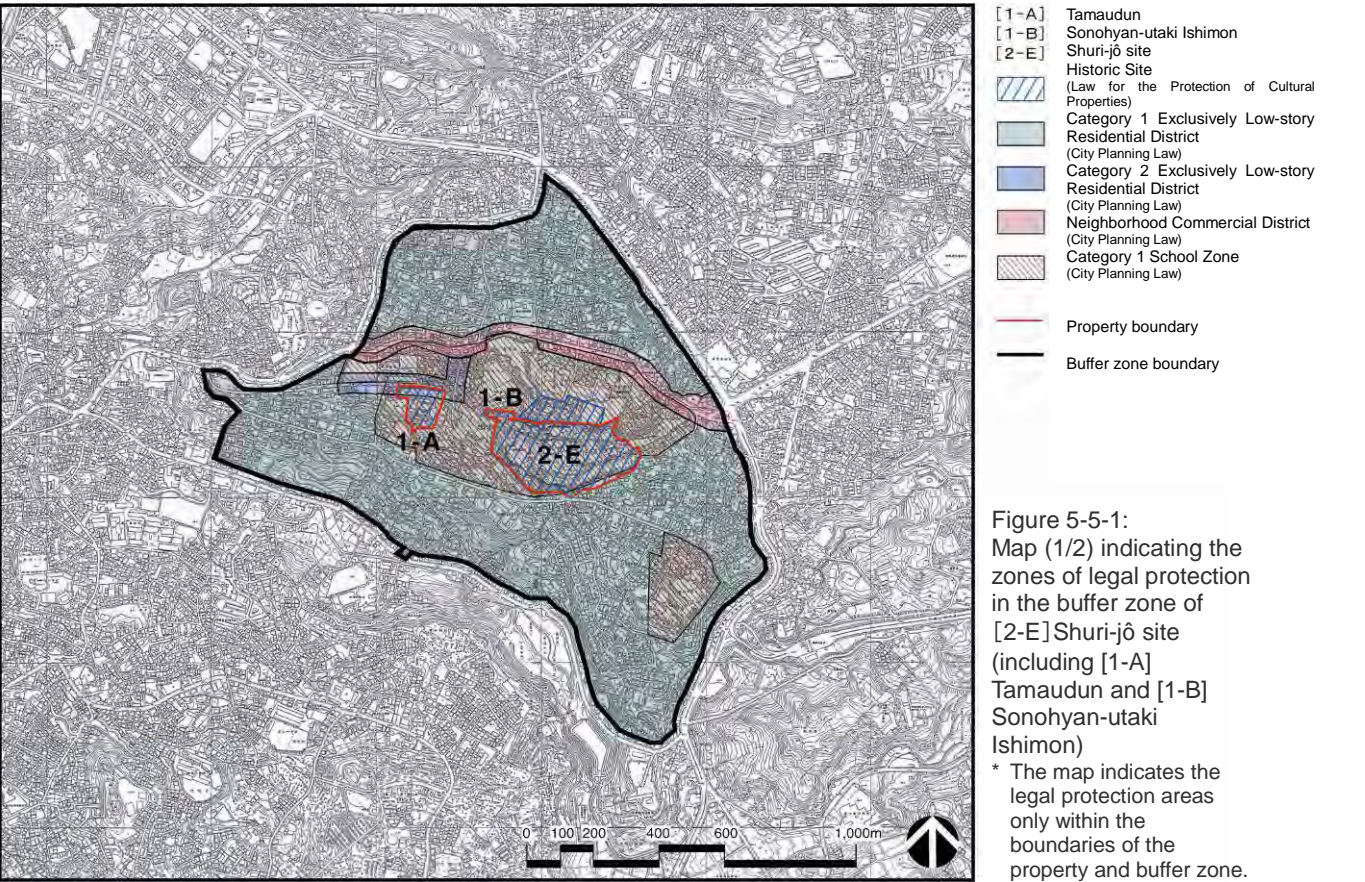 [1-A] Tamaudun
[1-B] Sonohyan-utaki Ishimon
[2-E] Shuri-jô site
Historic Site
(Law for the Protection of Cultural
Properties)
Category 1 Exclusively Low-story
Residential District
(City Planning Law)
Category 2 Exclusively Low-story
Residential District
(City Planning Law)
Neighborhood Commercial District
(City Planning Law)
Category 1 School Zone
(City Planning Law)
Property boundary
Buffer zone boundary
1-B
1-A
2-E
0 100 200 400 600 1,000m
Figure 5-5-1:
Map (1/2) indicating the
zones of legal protection
in the buffer zone of
[2-E]Shuri-jô site
(including [1-A]
Tamaudun and [1-B]
Sonohyan-utaki
Ishimon)
* The map indicates the
legal protection areas
only within the
boundaries of the
property and buffer zone.